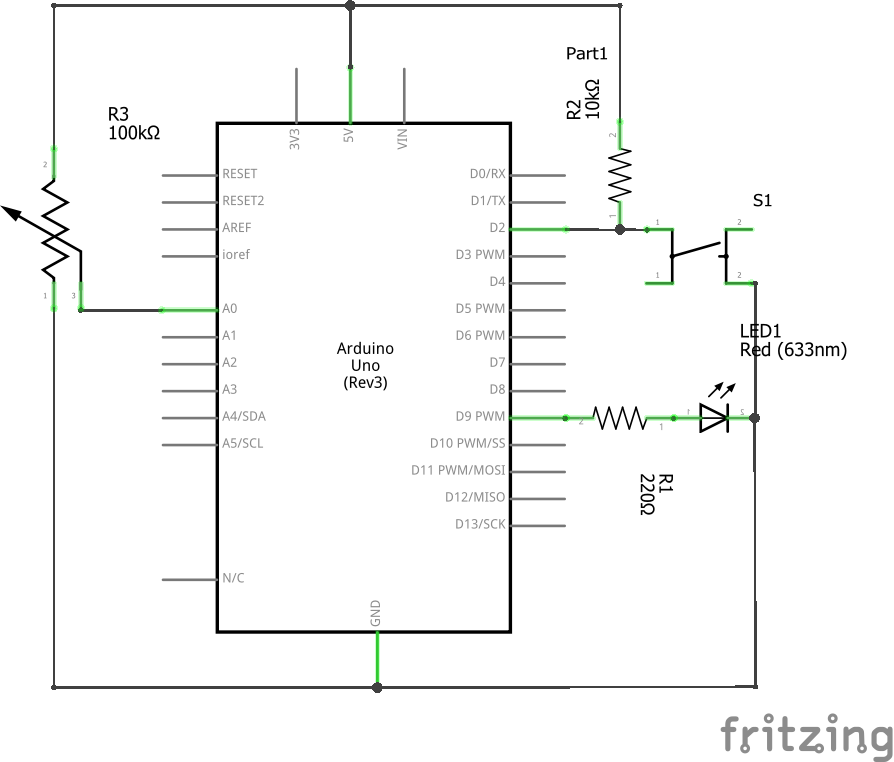 Part1
R2
10kΩ
2
1
R3
100kΩ
2
1
3
3V3
5V
VIN
RESET
RESET2
AREF
ioref
A0
A1
A2
A3
A4/SDA
A5/SCL
N/C
D0/RX
D1/TX
D2
D3 PWM
D4
D5 PWM
D6 PWM
D7
D8
D9 PWM
D10 PWM/SS
D11 PWM/MOSI
D12/MISO
D13/SCK
Arduino
Uno
(Rev3)
GND
S1
1
2
1
2
LED1
Red (633nm)
2
1
R1
220Ω
fritzing